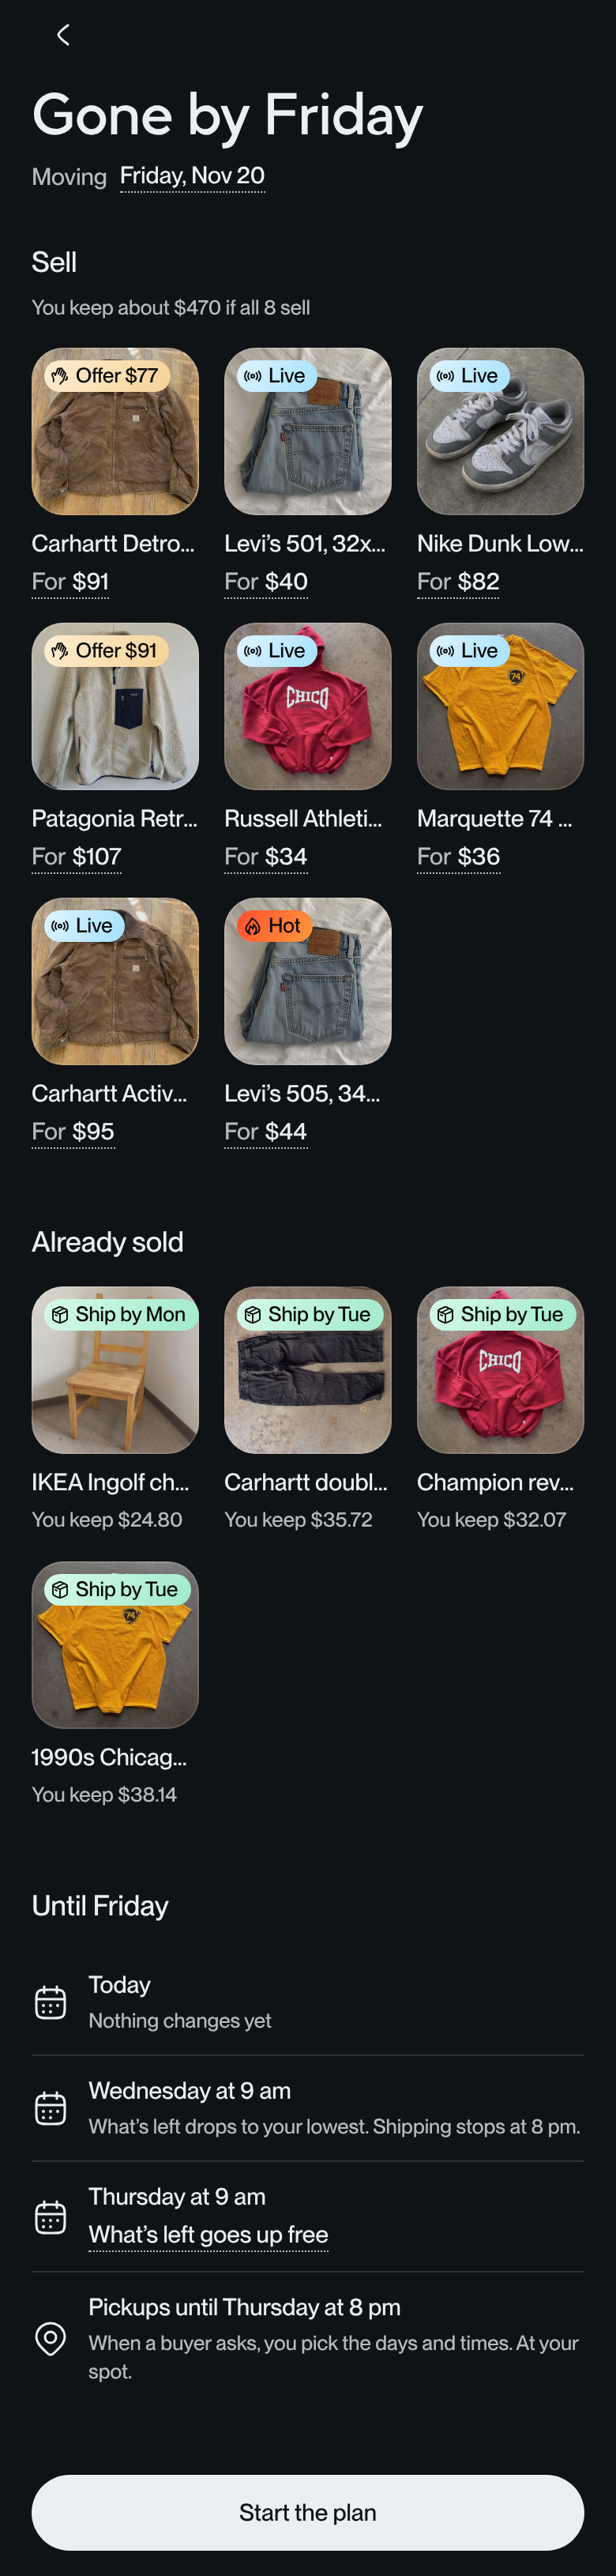 Gone by Friday
Moving Friday, Nov 20
Sell
You keep about $470 if all 8 sell
Offer $77
Live
Live
Carhartt Detro...
Levi's 501, 32x...
Nike Dunk Low...
For $91
For $40
For $82
Offer $91
Live
Live
CHICO
74
Patagonia Retr...
Russell Athleti...
Marquette 74 ...
For $107
For $34
For $36
Live
Hot
Carhartt Activ...
Levi's 505, 34...
For $95
For $44
Already sold
Ship by Mon
Ship by Tue
Ship by Tue
CHICO
IKEA Ingolf ch...
Carhartt doubl...
Champion rev...
You keep $24.80
You keep $35.72
You keep $32.07
Ship by Tue
74
1990s Chicag...
You keep $38.14
Until Friday
Today
Nothing changes yet
Wednesday at 9 am
What's left drops to your lowest. Shipping stops at 8 pm.
Thursday at 9 am
What's left goes up free
Pickups until Thursday at 8 pm
When a buyer asks, you pick the days and times. At your
spot.
Start the plan